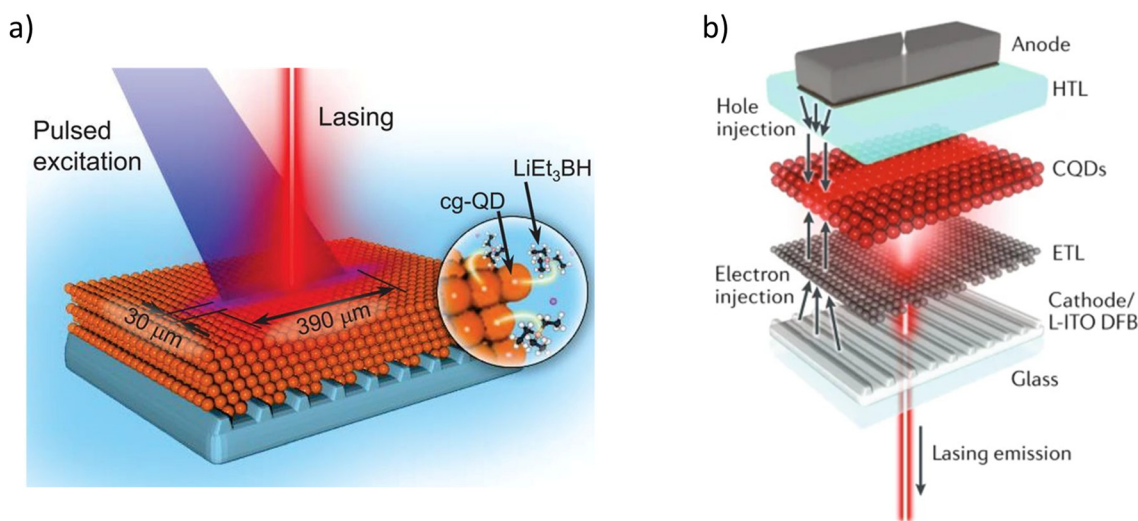 a)
Pulsed
excitation
Lasing
LiEt₃BH
cg-QD
30 μm
390 μm
b)
Anode
HTL
Hole
injection
CQDs
ETL
Electron
injection
Cathode/
L-ITO DFB
Glass
Lasing emission